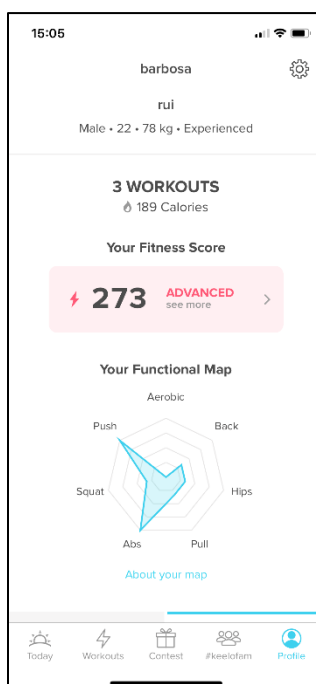 15:05
barbosa
rui
Male • 22 • 78 kg • Experienced
3 WORKOUTS
189 Calories
Your Fitness Score
273 ADVANCED
see more
Your Functional Map
Aerobic
Push Back
Squat Hips
Abs Pull
About your map
Today Workouts Contest #keelofam Profile